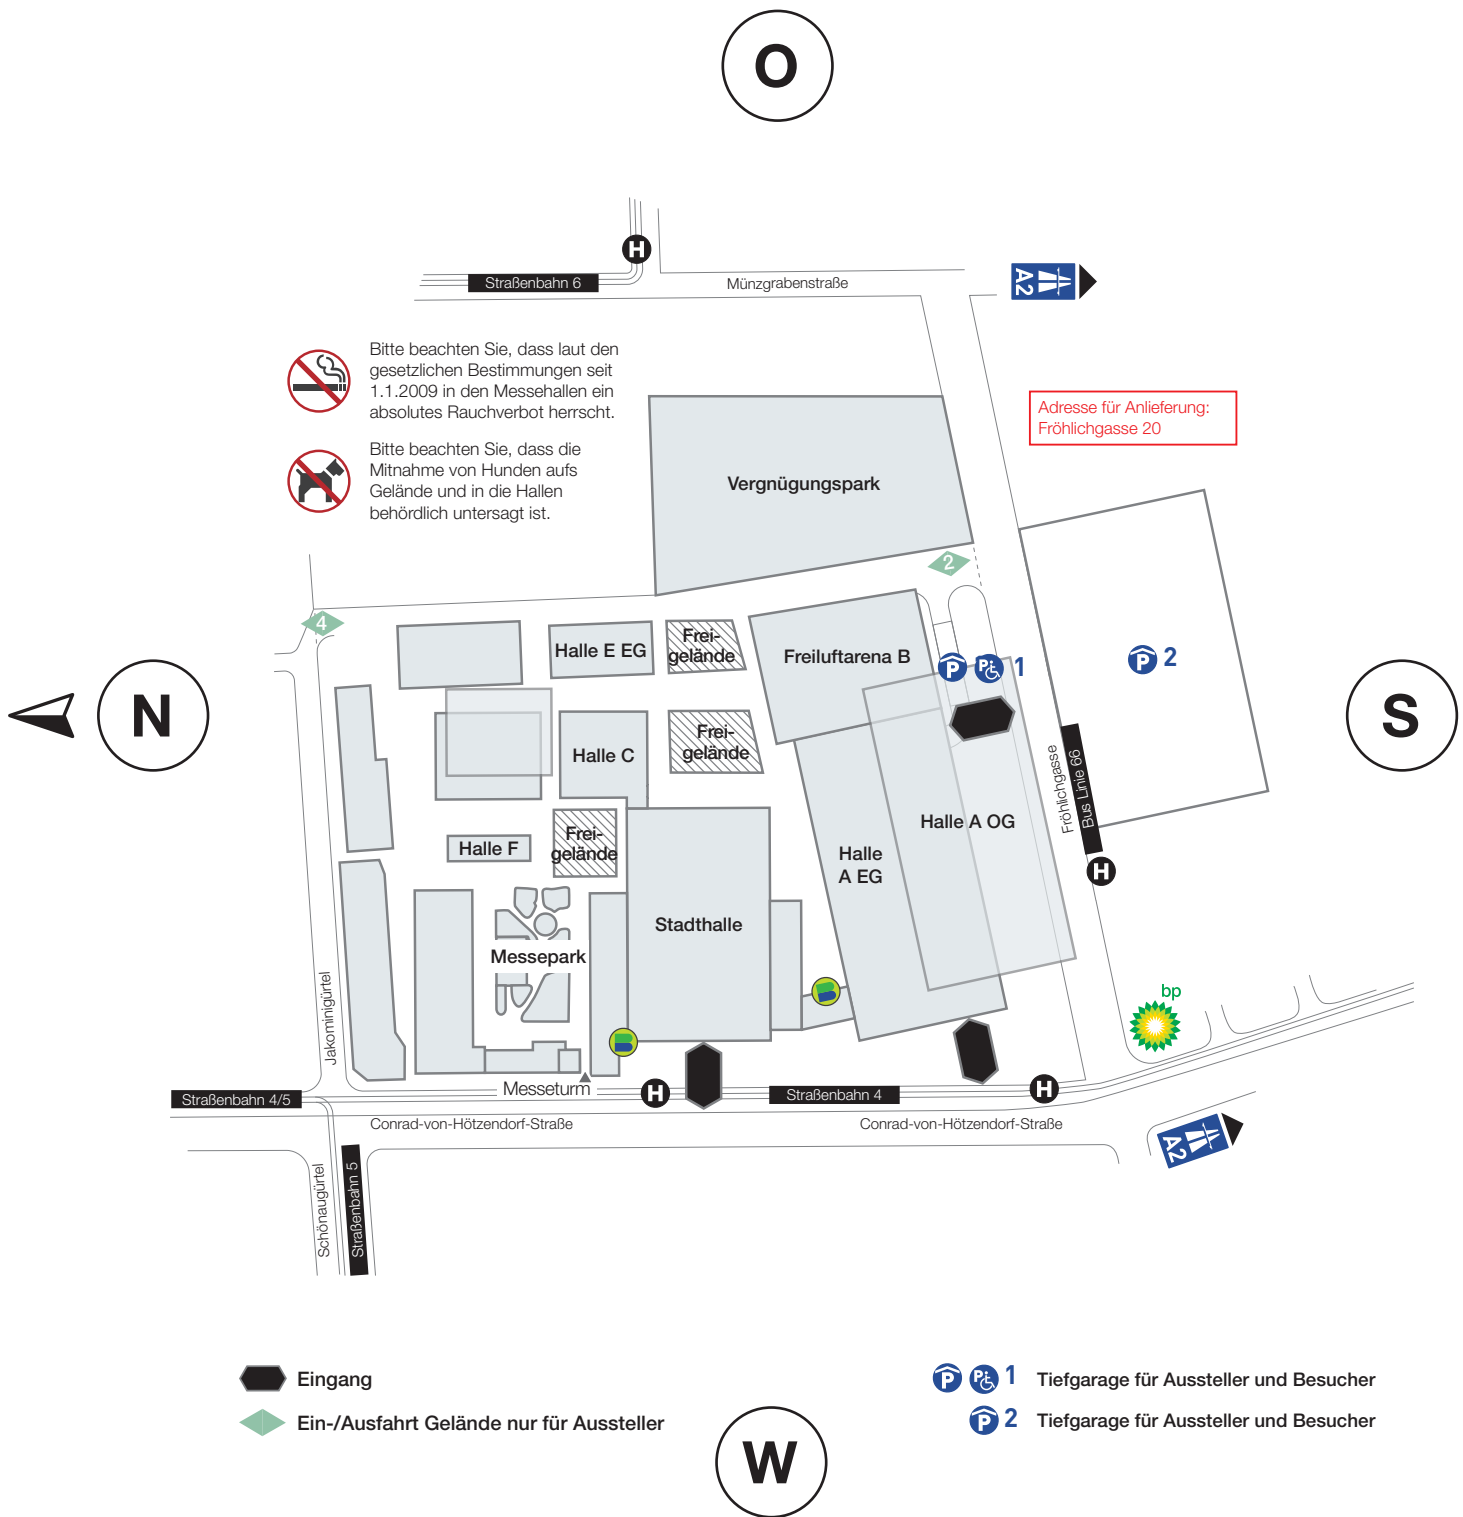 O
H
Straßenbahn 6
Münzgrabenstraße
A2
Bitte beachten Sie, dass laut den
gesetzlichen Bestimmungen seit
1.1.2009 in den Messehallen ein
absolutes Rauchverbot herrscht.
Adresse für Anlieferung:
Fröhlichgasse 20
Bitte beachten Sie, dass die
Mitnahme von Hunden aufs
Gelände und in die Hallen
behördlich untersagt ist.
Vergnügungspark
2
4
Halle E EG
Frei-
gelände
Freiluftarena B
P
P
1
P
2
N
S
Halle C
Frei-
gelände
Fröhlichgasse
Bus Linie 66
Halle A OG
Halle F
Frei-
gelände
Halle
A EG
H
Stadthalle
Messepark
bp
Jakominigürtel
Messeturm
H
Straßenbahn 4
H
Straßenbahn 4/5
Conrad-von-Hötzendorf-Straße
Conrad-von-Hötzendorf-Straße
A2
Schönaugürtel
Straßenbahn 5
Eingang
P
P
1
Tiefgarage für Aussteller und Besucher
Ein-/Ausfahrt Gelände nur für Aussteller
P
2
Tiefgarage für Aussteller und Besucher
W